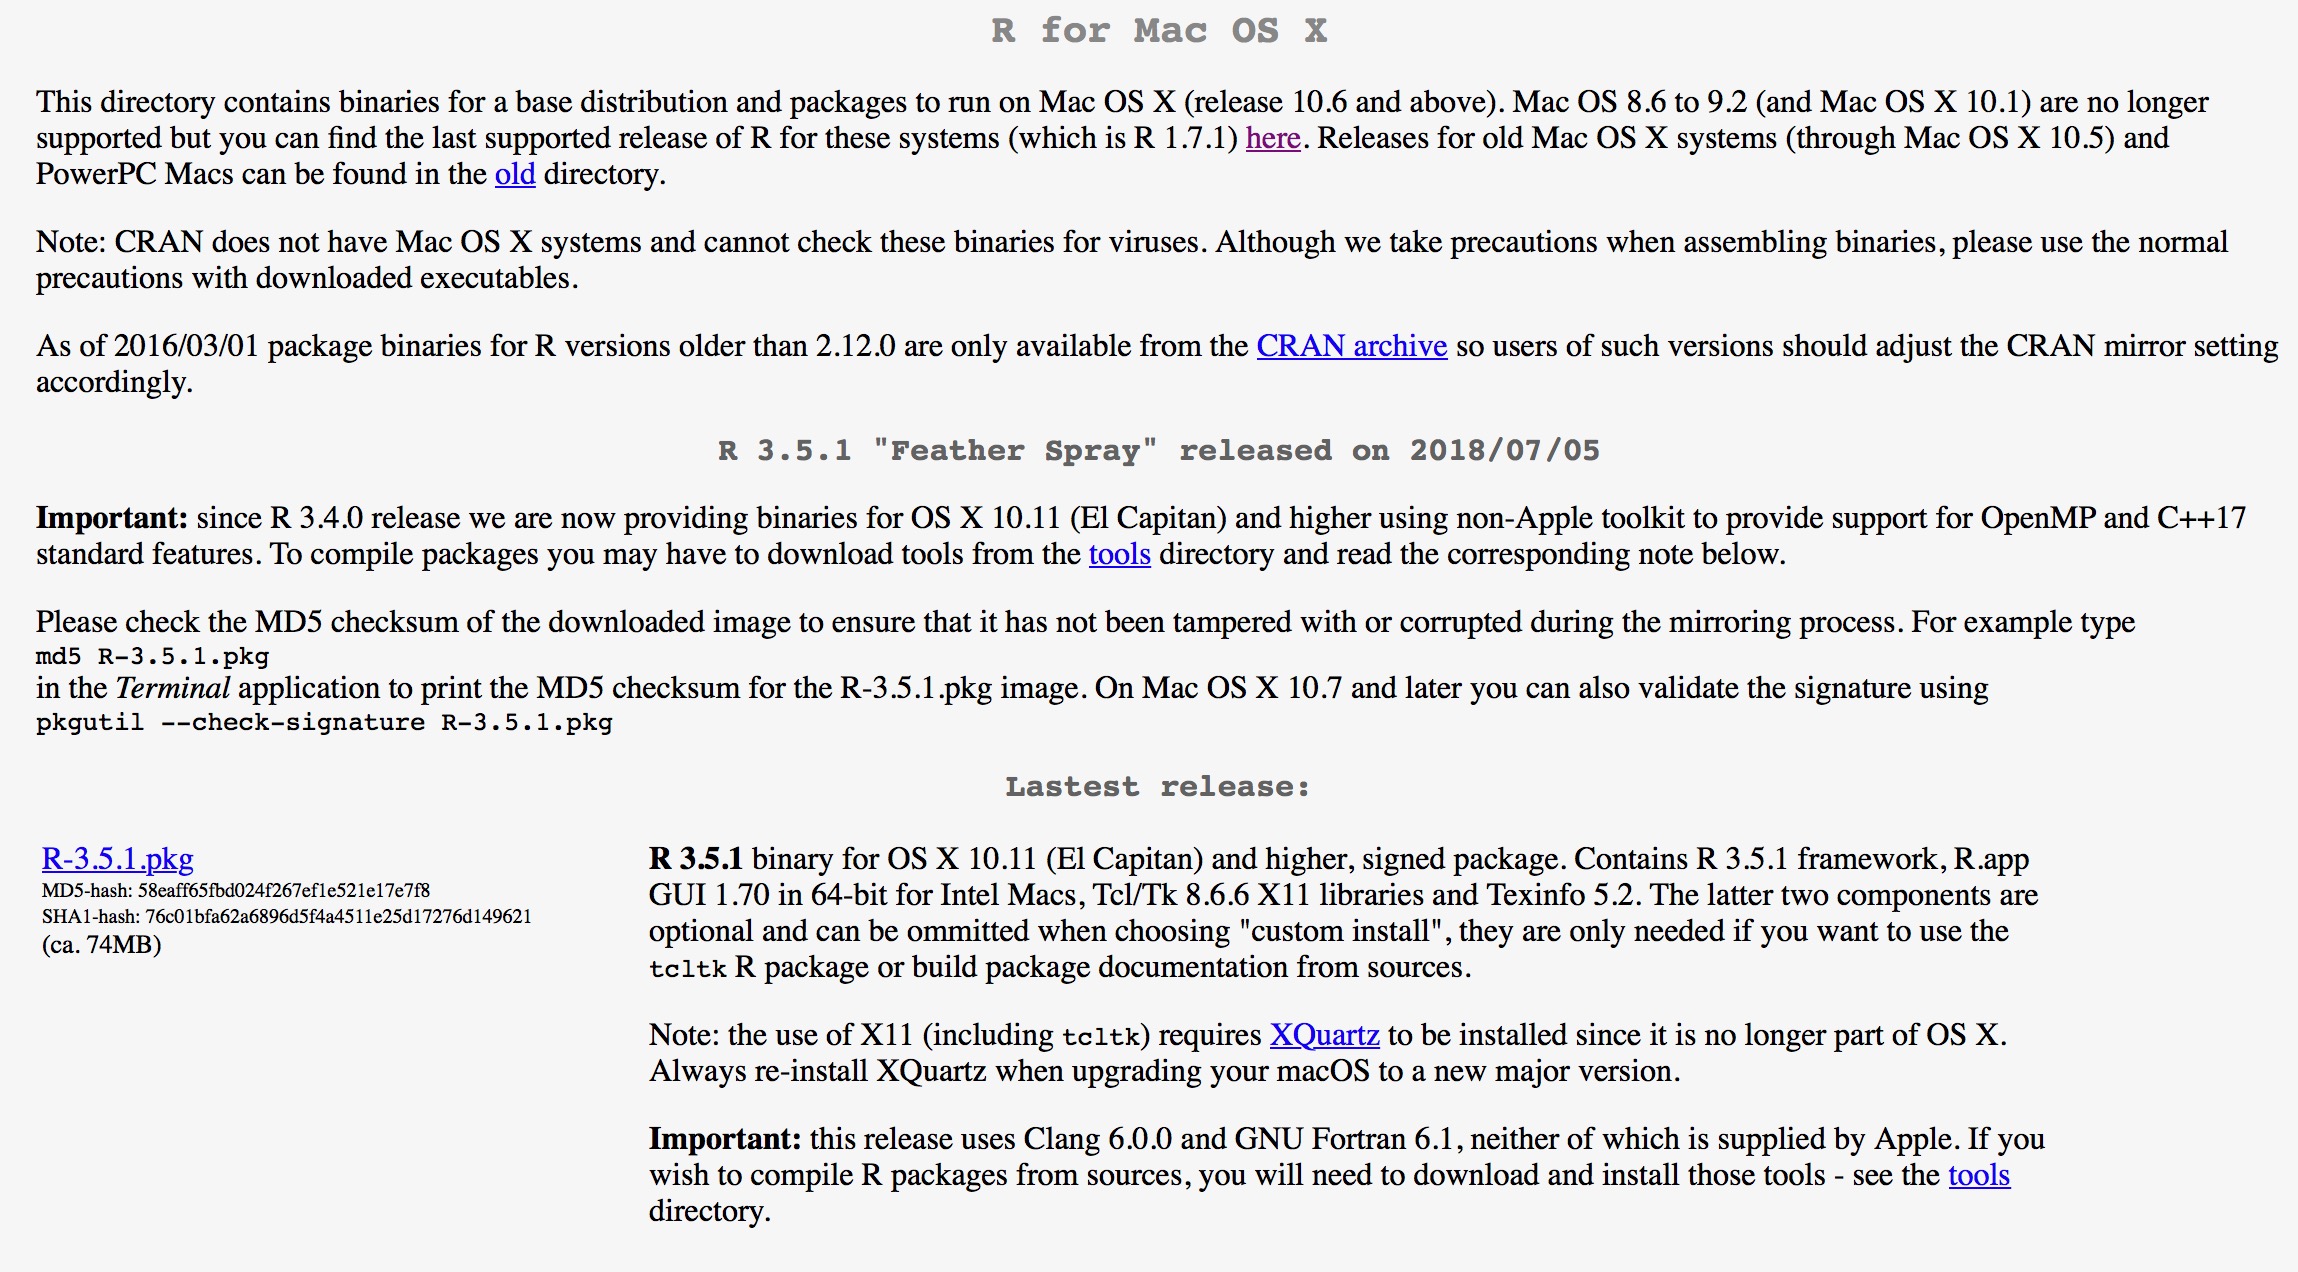 R for Mac OS X
This directory contains binaries for a base distribution and packages to run on Mac OS X (release 10.6 and above). Mac OS 8.6 to 9.2 (and Mac OS X 10.1) are no longer
supported but you can find the last supported release of R for these systems (which is R 1.7.1) here. Releases for old Mac OS X systems (through Mac OS X 10.5) and
PowerPC Macs can be found in the old directory.
Note: CRAN does not have Mac OS X systems and cannot check these binaries for viruses. Although we take precautions when assembling binaries, please use the normal
precautions with downloaded executables.
As of 2016/03/01 package binaries for R versions older than 2.12.0 are only available from the CRAN archive so users of such versions should adjust the CRAN mirror setting
accordingly.
R 3.5.1 "Feather Spray" released on 2018/07/05
Important: since R 3.4.0 release we are now providing binaries for OS X 10.11 (El Capitan) and higher using non-Apple toolkit to provide support for OpenMP and C++17
standard features. To compile packages you may have to download tools from the tools directory and read the corresponding note below.
Please check the MD5 checksum of the downloaded image to ensure that it has not been tampered with or corrupted during the mirroring process. For example type
md5 R-3.5.1.pkg
in the Terminal application to print the MD5 checksum for the R-3.5.1.pkg image. On Mac OS X 10.7 and later you can also validate the signature using
pkgutil --check-signature R-3.5.1.pkg
Lastest release:
R-3.5.1.pkg
MD5-hash: 58eaff65fbd024f267ef1e521e17e7f8
SHA1-hash: 76c01bfa62a6896d5f4a4511e25d17276d149621
(ca. 74MB)
R 3.5.1 binary for OS X 10.11 (El Capitan) and higher, signed package. Contains R 3.5.1 framework, R.app
GUI 1.70 in 64-bit for Intel Macs, Tcl/Tk 8.6.6 X11 libraries and Texinfo 5.2. The latter two components are
optional and can be ommitted when choosing "custom install", they are only needed if you want to use the
tcltk R package or build package documentation from sources.
Note: the use of X11 (including tcltk) requires XQuartz to be installed since it is no longer part of OS X.
Always re-install XQuartz when upgrading your macOS to a new major version.
Important: this release uses Clang 6.0.0 and GNU Fortran 6.1, neither of which is supplied by Apple. If you
wish to compile R packages from sources, you will need to download and install those tools - see the tools
directory.